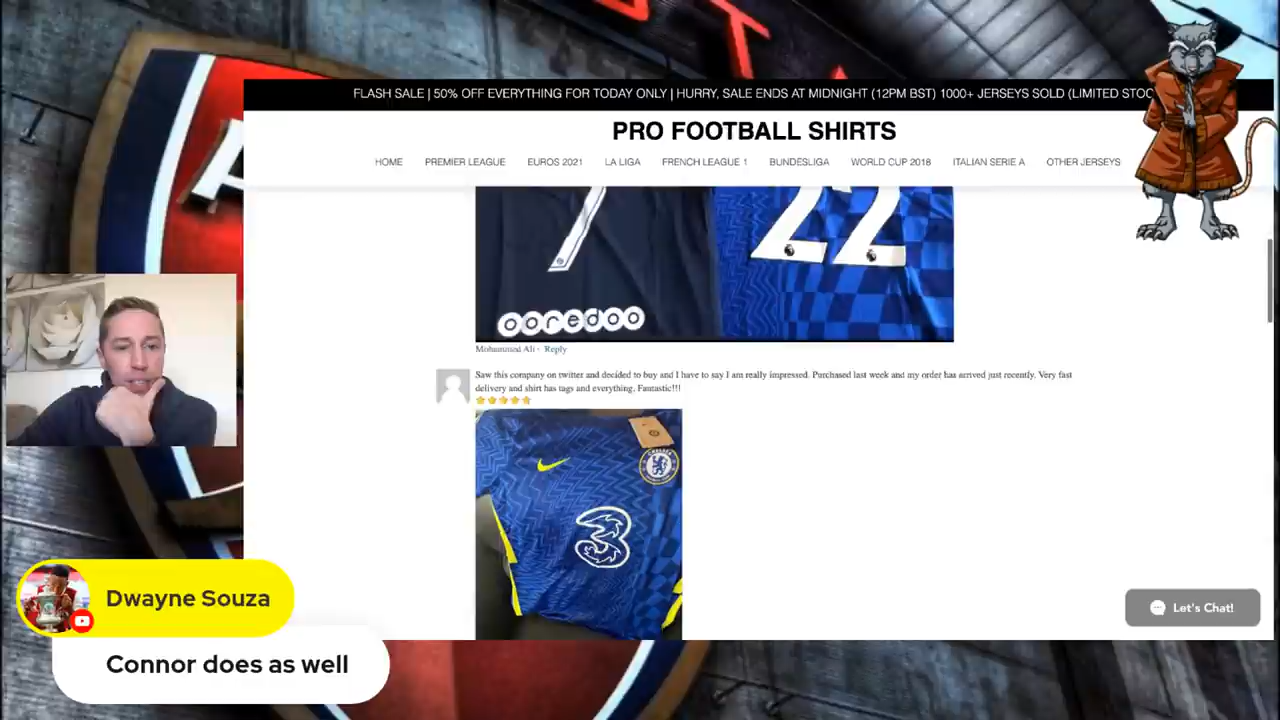 FLASH SALE | 50% OFF EVERYTHING FOR TODAY ONLY | HURRY, SALE ENDS AT MIDNIGHT (12PM BST) 1000+ JERSEYS SOLD (LIMITED STOC
PRO FOOTBALL SHIRTS
HOME PREMIER LEAGUE EUROS 2021 LA LIGA FRENCH LEAGUE 1 BUNDESLIGA WORLD CUP 2018 ITALIAN SERIE A OTHER JERSEYS
7 22
ooredoo
Mohammad Ali · Reply
Saw this company on twitter and decided to buy and I have to say I am really impressed. Purchased last week and my order has arrived just recently. Very fast
delivery and shirt has tags and everything. Fantastic!!!
CHELSEA
3
Let's Chat!
Dwayne Souza
Connor does as well